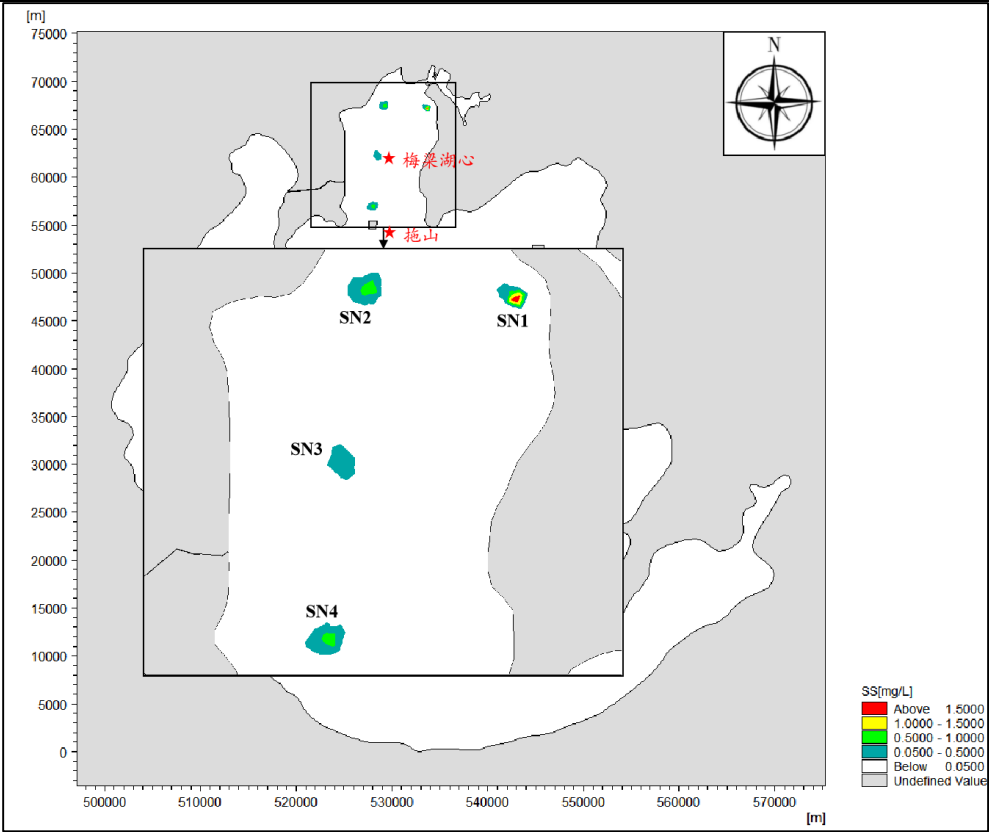 [m]
75000
70000
65000
60000
55000
50000
45000
40000
35000
30000
25000
20000
15000
10000
5000
0
N
梅梁湖心
拖山
SN2
SN1
SN3
SN4
SS[mg/L]
Above 1.5000
1.0000 - 1.5000
0.5000 - 1.0000
0.0500 - 0.5000
Below 0.0500
Undefined Value
500000 510000 520000 530000 540000 550000 560000 570000
[m]